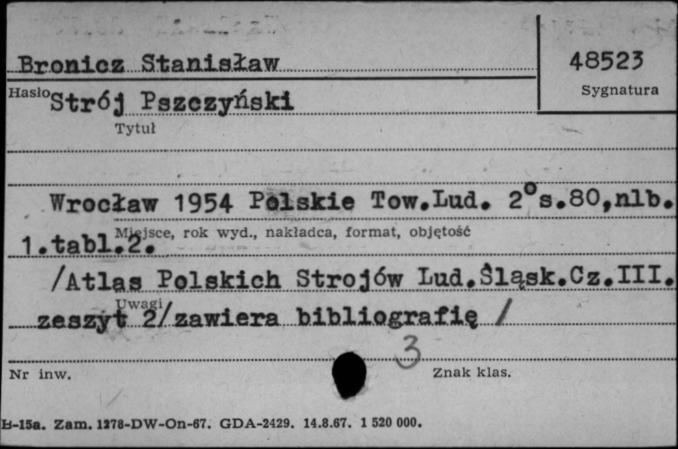 Bronicz Stanisław
48523
Hasło
Sygnatura
Strój Pszczyński
Tytuł
Wrocław 1954 Polskie Tow.Lud. 2°s.80,nlb.
Miejsce, rok wyd., nakładca, format, objętość
1.tabl.2.
/Atlas Polskich Strojów Lud.Śląsk.Cz.III.
Uwagi
zeszyt 2/zawiera bibliografię /
3
Nr inw.
Znak klas.
B-15a. Zam. 1278-DW-On-67. GDA-2429. 14.8.67. 1 520 000.